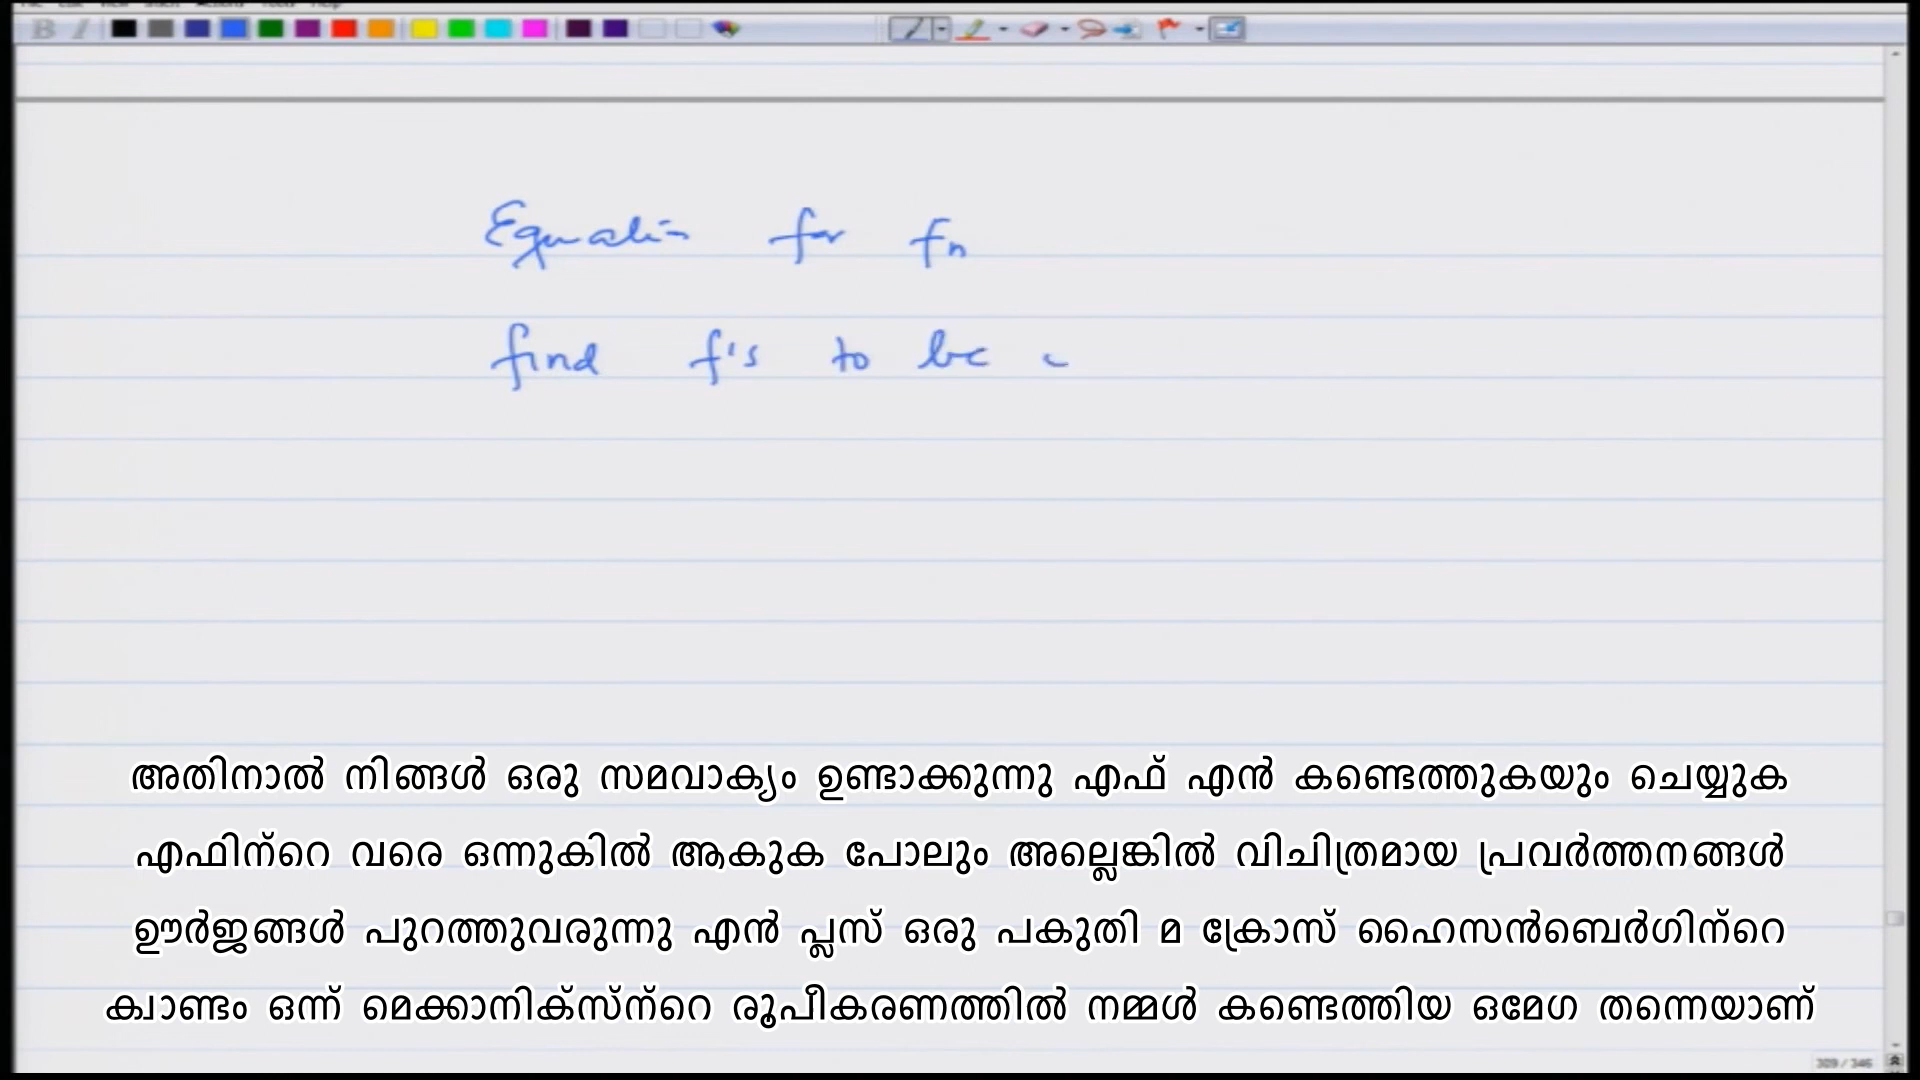 Equation for fn
find f's to be
അതിനാൽ നിങ്ങൾ ഒരു സമവാക്യം ഉണ്ടാക്കുന്നു എഫ് എൻ കണ്ടെത്തുകയും ചെയ്യുക
എഫിന്റെ വരെ ഒന്നുകിൽ ആകുക പോലും അല്ലെങ്കിൽ വിചിത്രമായ പ്രവർത്തനങ്ങൾ
ഊർജങ്ങൾ പുറത്തുവരുന്നു എൻ പ്ലസ് ഒരു പകുതി മ ക്രോസ് ഹൈസൻബെർഗിന്റെ
ക്വാണ്ടം ഒന്ന് മെക്കാനിക്സ്ന്റെ രൂപീകരണത്തിൽ നമ്മൾ കണ്ടെത്തിയ ഒമേഗ തന്നെയാണ്
309 / 346